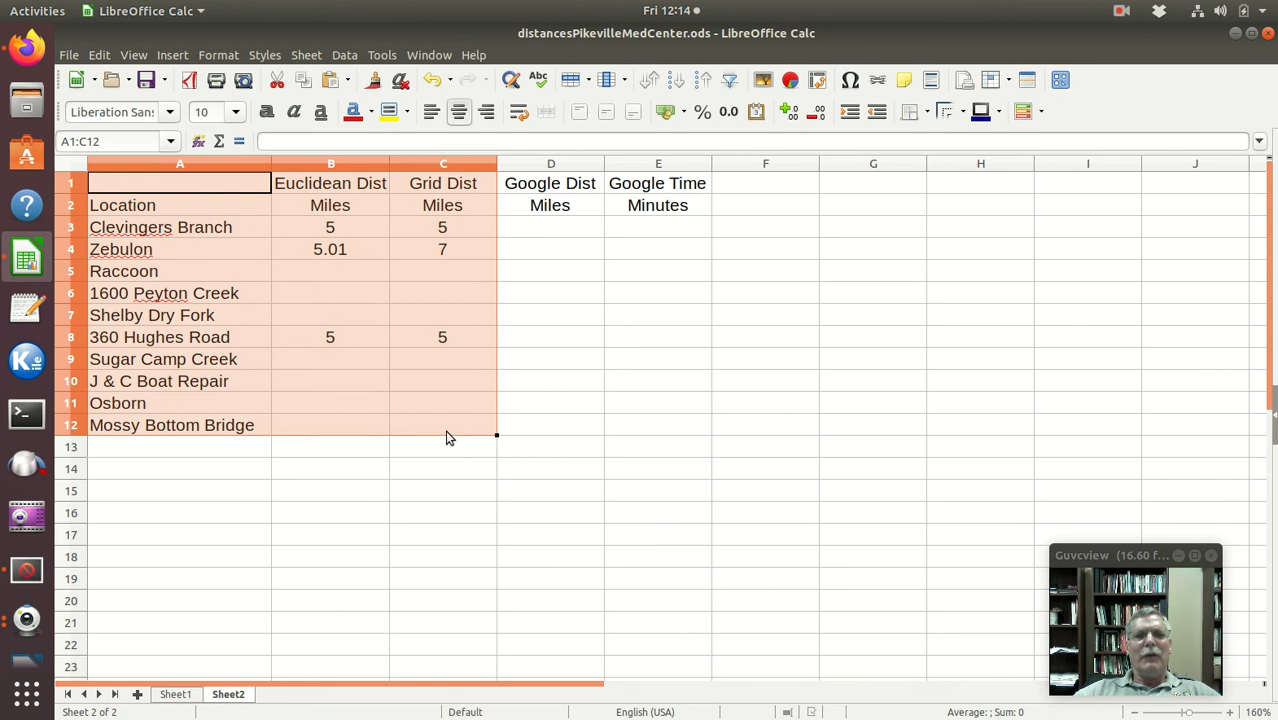 Activities LibreOffice Calc Fri 12:14
distancesPikevilleMedCenter.ods - LibreOffice Calc
File Edit View Insert Format Styles Sheet Data Tools Window Help
Liberation Sans 10
A1:C12
A B C D E F G H I J
1 Euclidean Dist Grid Dist Google Dist Google Time
2 Location Miles Miles Miles Minutes
3 Clevingers Branch 5 5
4 Zebulon 5.01 7
5 Raccoon
6 1600 Peyton Creek
7 Shelby Dry Fork
8 360 Hughes Road 5 5
9 Sugar Camp Creek
10 J & C Boat Repair
11 Osborn
12 Mossy Bottom Bridge
13
14
15
16
17
18
19
20
21
22
23
Guvcview (16.60 f...
Sheet1 Sheet2
Sheet 2 of 2 Default English (USA) Average: ; Sum: 0 160%